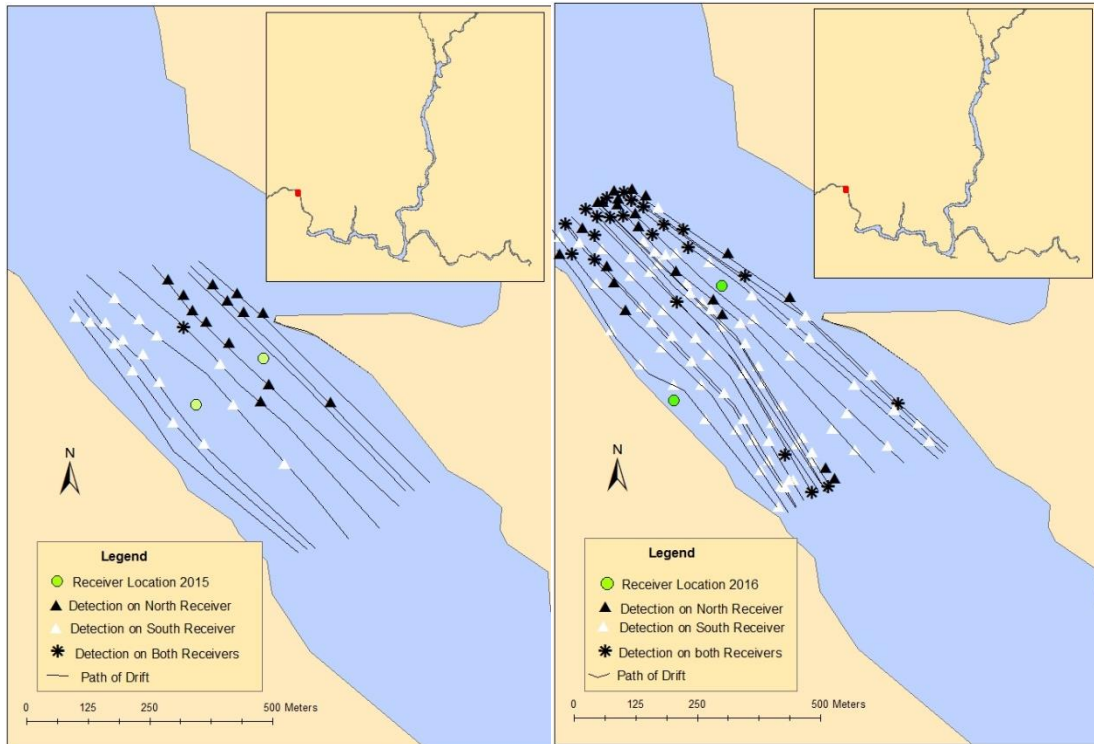 N
Legend
Receiver Location 2015
Detection on North Receiver
Detection on South Receiver
Detection on Both Receivers
Path of Drift
0 125 250 500 Meters
N
Legend
Receiver Location 2016
Detection on North Receiver
Detection on South Receiver
Detection on both Receivers
Path of Drift
0 125 250 500 Meters